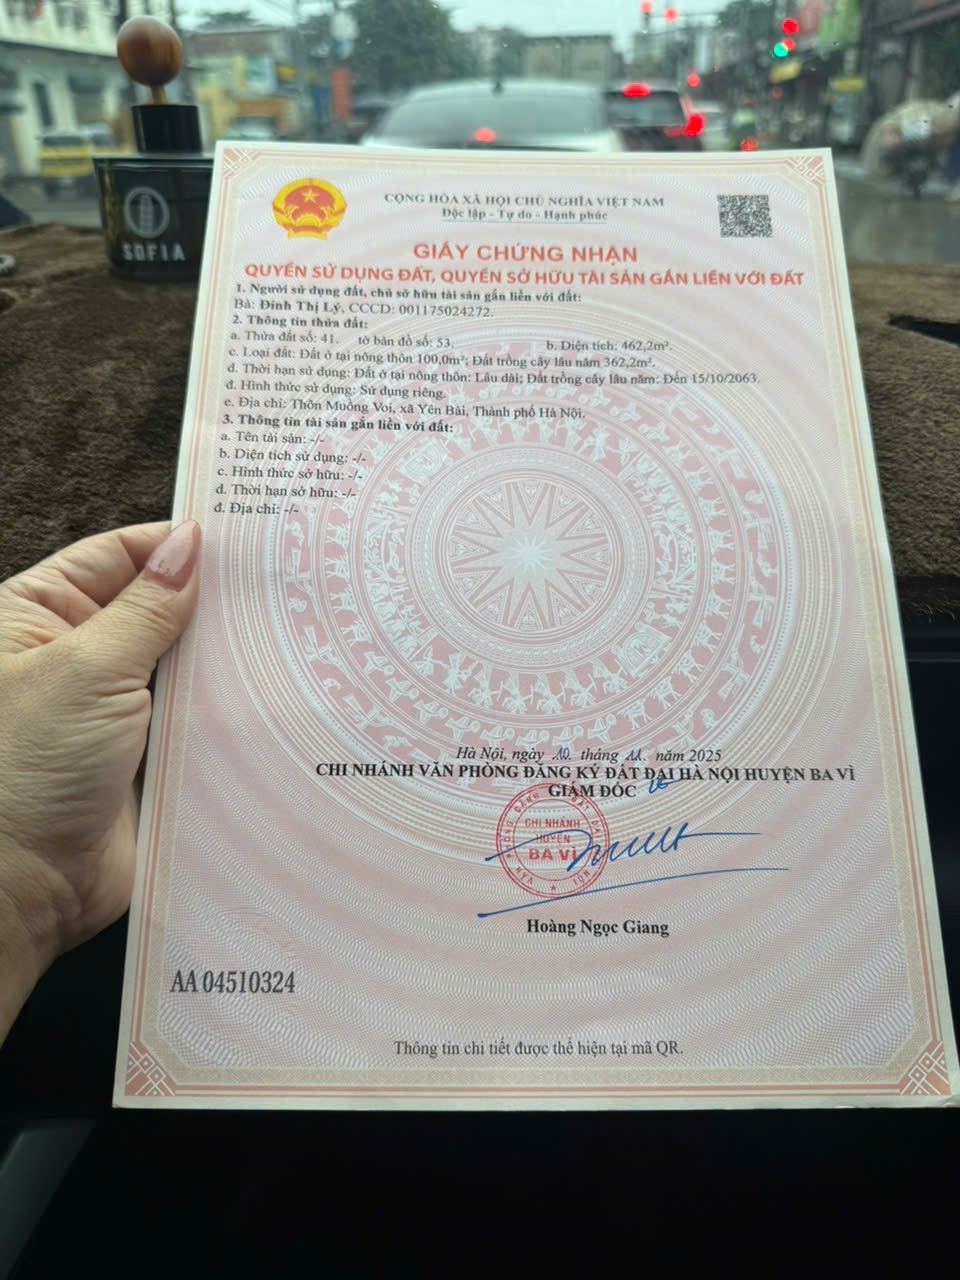 SOFIA
CỘNG HÒA XÃ HỘI CHỦ NGHĨA VIỆT NAM
Độc lập - Tự do - Hạnh phúc
GIẤY CHỨNG NHẬN
QUYỀN SỬ DỤNG ĐẤT, QUYỀN SỞ HỮU TÀI SẢN GẮN LIỀN VỚI ĐẤT
1. Người sử dụng đất, chủ sở hữu tài sản gắn liền với đất:
Bà: Đinh Thị Lý, CCCD: 001175024272.
2. Thông tin thửa đất:
a. Thửa đất số: 41. tờ bản đồ số: 53. b. Diện tích: 462,2m².
c. Loại đất: Đất ở tại nông thôn 100,0m²; Đất trồng cây lâu năm 362,2m².
d. Thời hạn sử dụng: Đất ở tại nông thôn: Lâu dài; Đất trồng cây lâu năm: Đến 15/10/2063.
đ. Hình thức sử dụng: Sử dụng riêng.
e. Địa chỉ: Thôn Muồng Voi, xã Yên Bài, Thành phố Hà Nội.
3. Thông tin tài sản gắn liền với đất:
a. Tên tài sản: -/-
b. Diện tích sử dụng: -/-
c. Hình thức sở hữu: -/-
d. Thời hạn sở hữu: -/-
đ. Địa chỉ: -/-
Hà Nội, ngày 10 tháng 11 năm 2025
CHI NHÁNH VĂN PHÒNG ĐĂNG KÝ ĐẤT ĐAI HÀ NỘI HUYỆN BA VÌ
GIÁM ĐỐC
CHI NHÁNH
HUYỆN
BA VÌ
Hoàng Ngọc Giang
AA 04510324
Thông tin chi tiết được thể hiện tại mã QR.